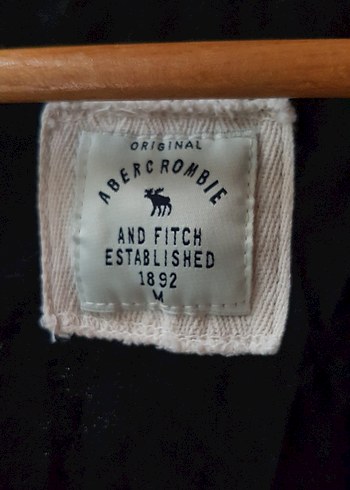 ORIGINAL
ABERCROMBIE
AND FITCH
ESTABLISHED
1892
M